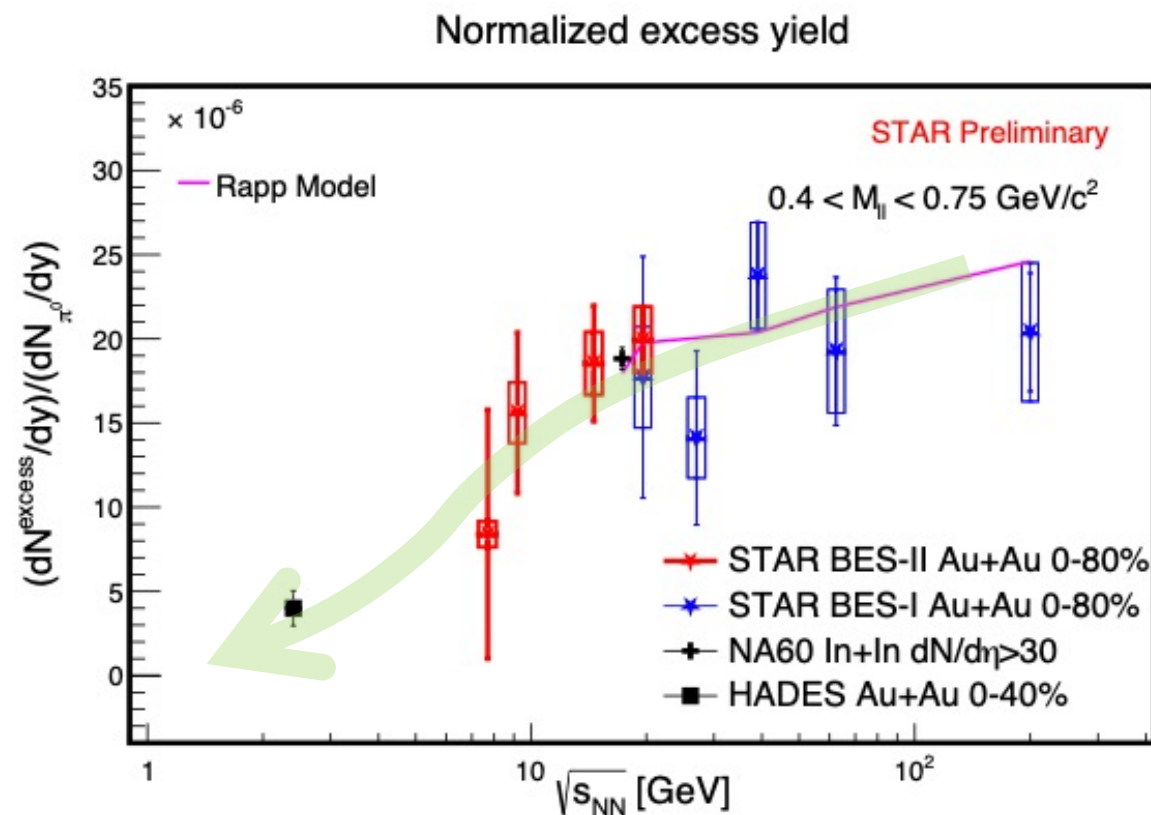 Normalized excess yield
35
× 10⁻⁶
STAR Preliminary
30
Rapp Model
0.4 < M_ll < 0.75 GeV/c²
25
20
15
10
5
0
(dN^excess/dy)/(dN_π⁰/dy)
STAR BES-II Au+Au 0-80%
STAR BES-I Au+Au 0-80%
NA60 In+In dN/dη>30
HADES Au+Au 0-40%
1
10
10²
√s_NN [GeV]